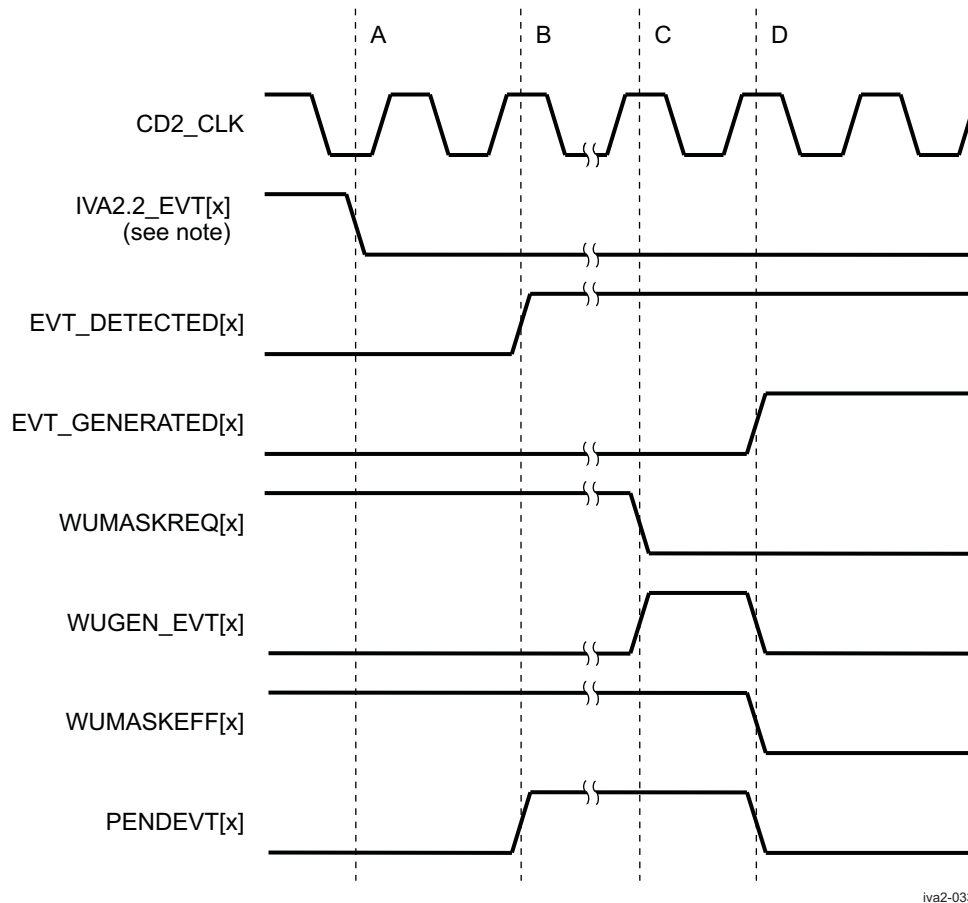 A B C D
CD2_CLK
IVA2.2_EVT[x]
(see note)
EVT_DETECTED[x]
EVT_GENERATED[x]
WUMASKREQ[x]
WUGEN_EVT[x]
WUMASKEFF[x]
PENDEVT[x]